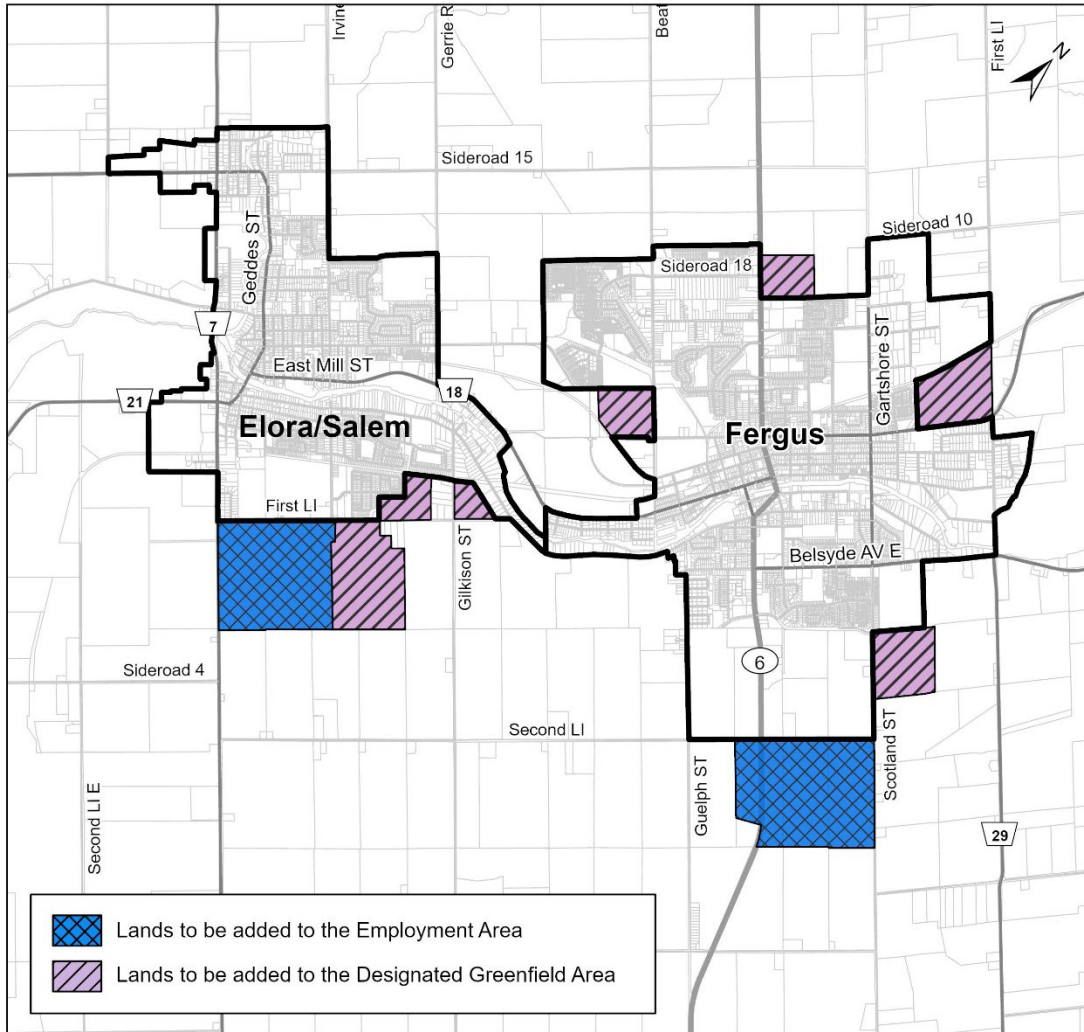 Irvine
Gerrie R
Beat
First LI
N
Sideroad 15
Sideroad 10
Geddes ST
Sideroad 18
7
Gartshore ST
East Mill ST
18
21
Elora/Salem
Fergus
First LI
Gilkison ST
Belsyde AV E
Sideroad 4
6
Second LI
Second LI E
Guelph ST
Scotland ST
29
Lands to be added to the Employment Area
Lands to be added to the Designated Greenfield Area